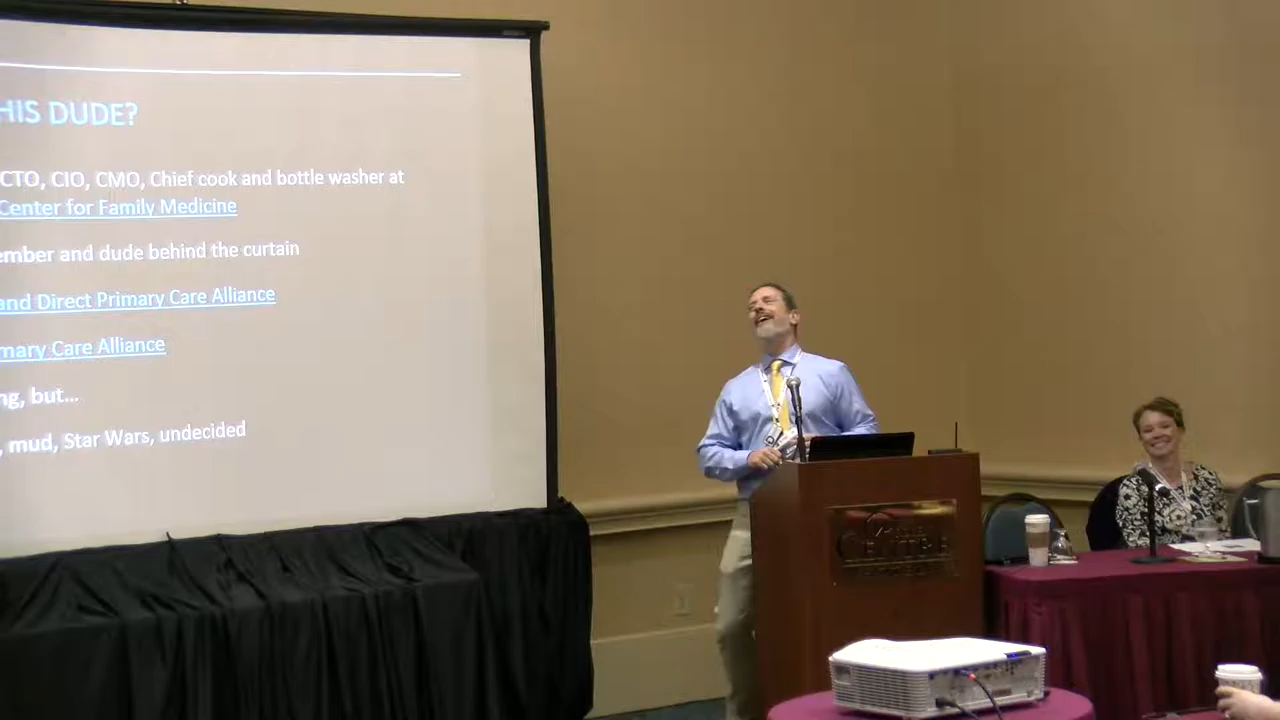 HIS DUDE?
CTO, CIO, CMO, Chief cook and bottle washer at
Center for Family Medicine
ember and dude behind the curtain
and Direct Primary Care Alliance
mary Care Alliance
ng, but...
, mud, Star Wars, undecided
CENTRE